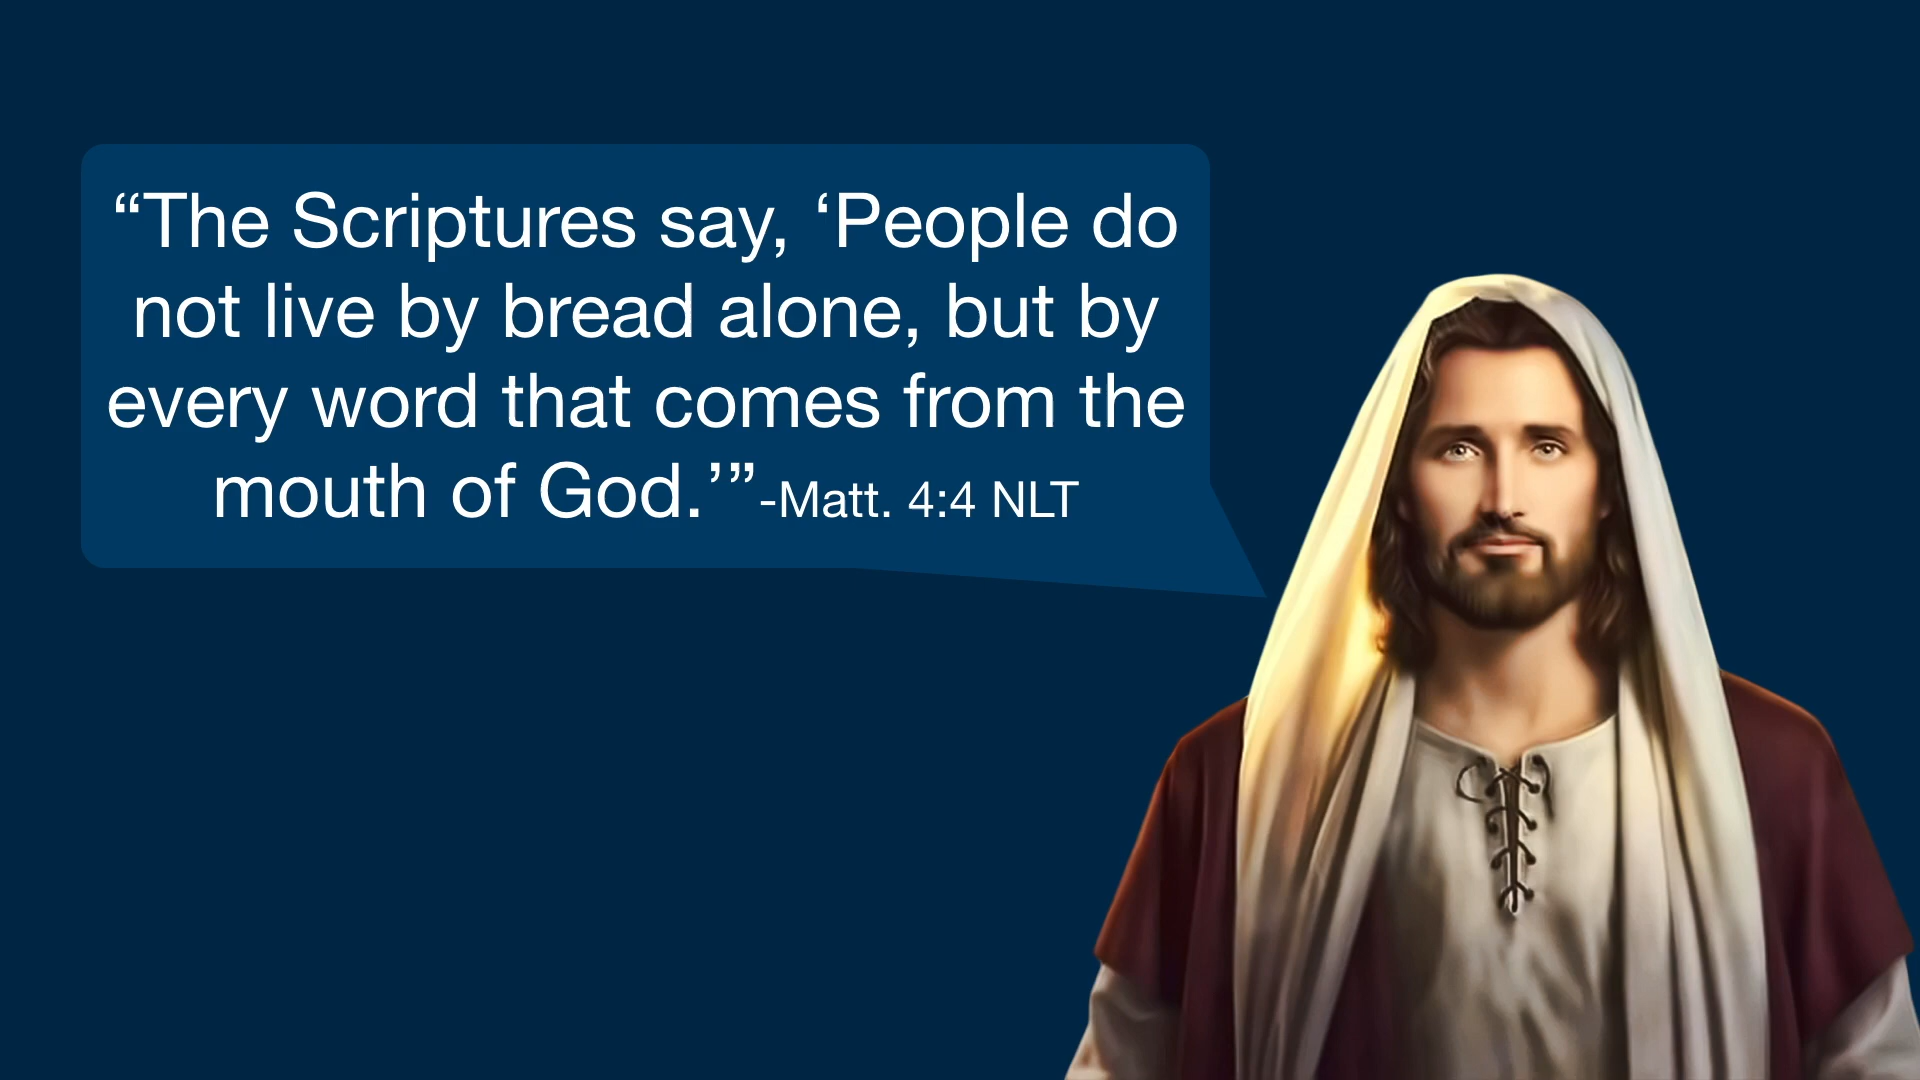 “The Scriptures say, ‘People do
not live by bread alone, but by
every word that comes from the
mouth of God.’”-Matt. 4:4 NLT